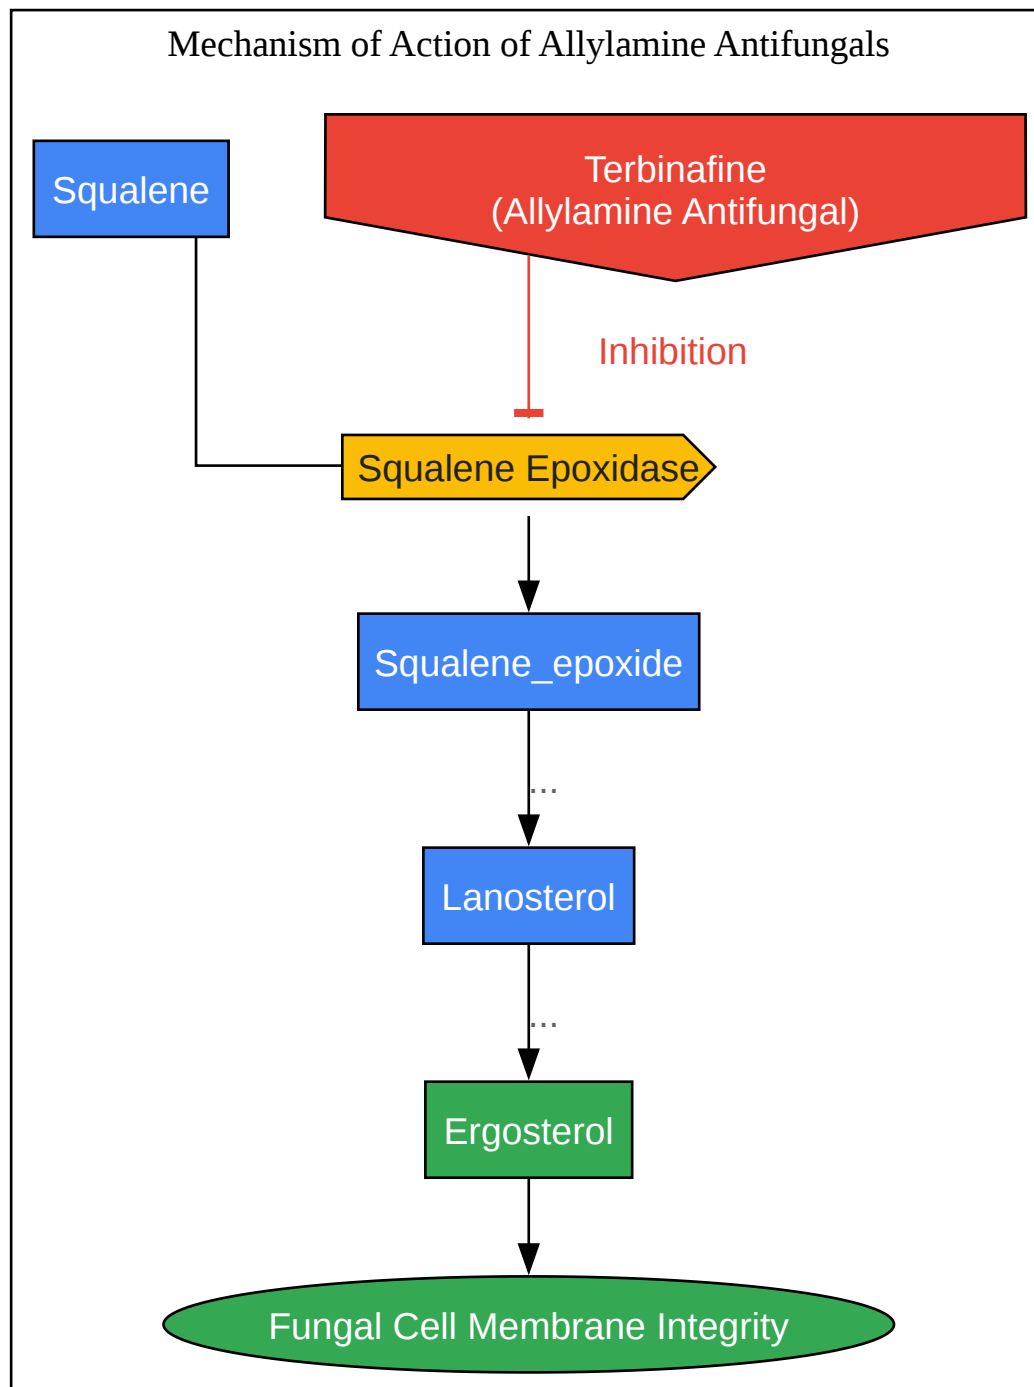 Mechanism of Action of Allylamine Antifungals
Squalene
Terbinafine
(Allylamine Antifungal)
Inhibition
Squalene Epoxidase
Squalene_epoxide
...
Lanosterol
...
Ergosterol
Fungal Cell Membrane Integrity